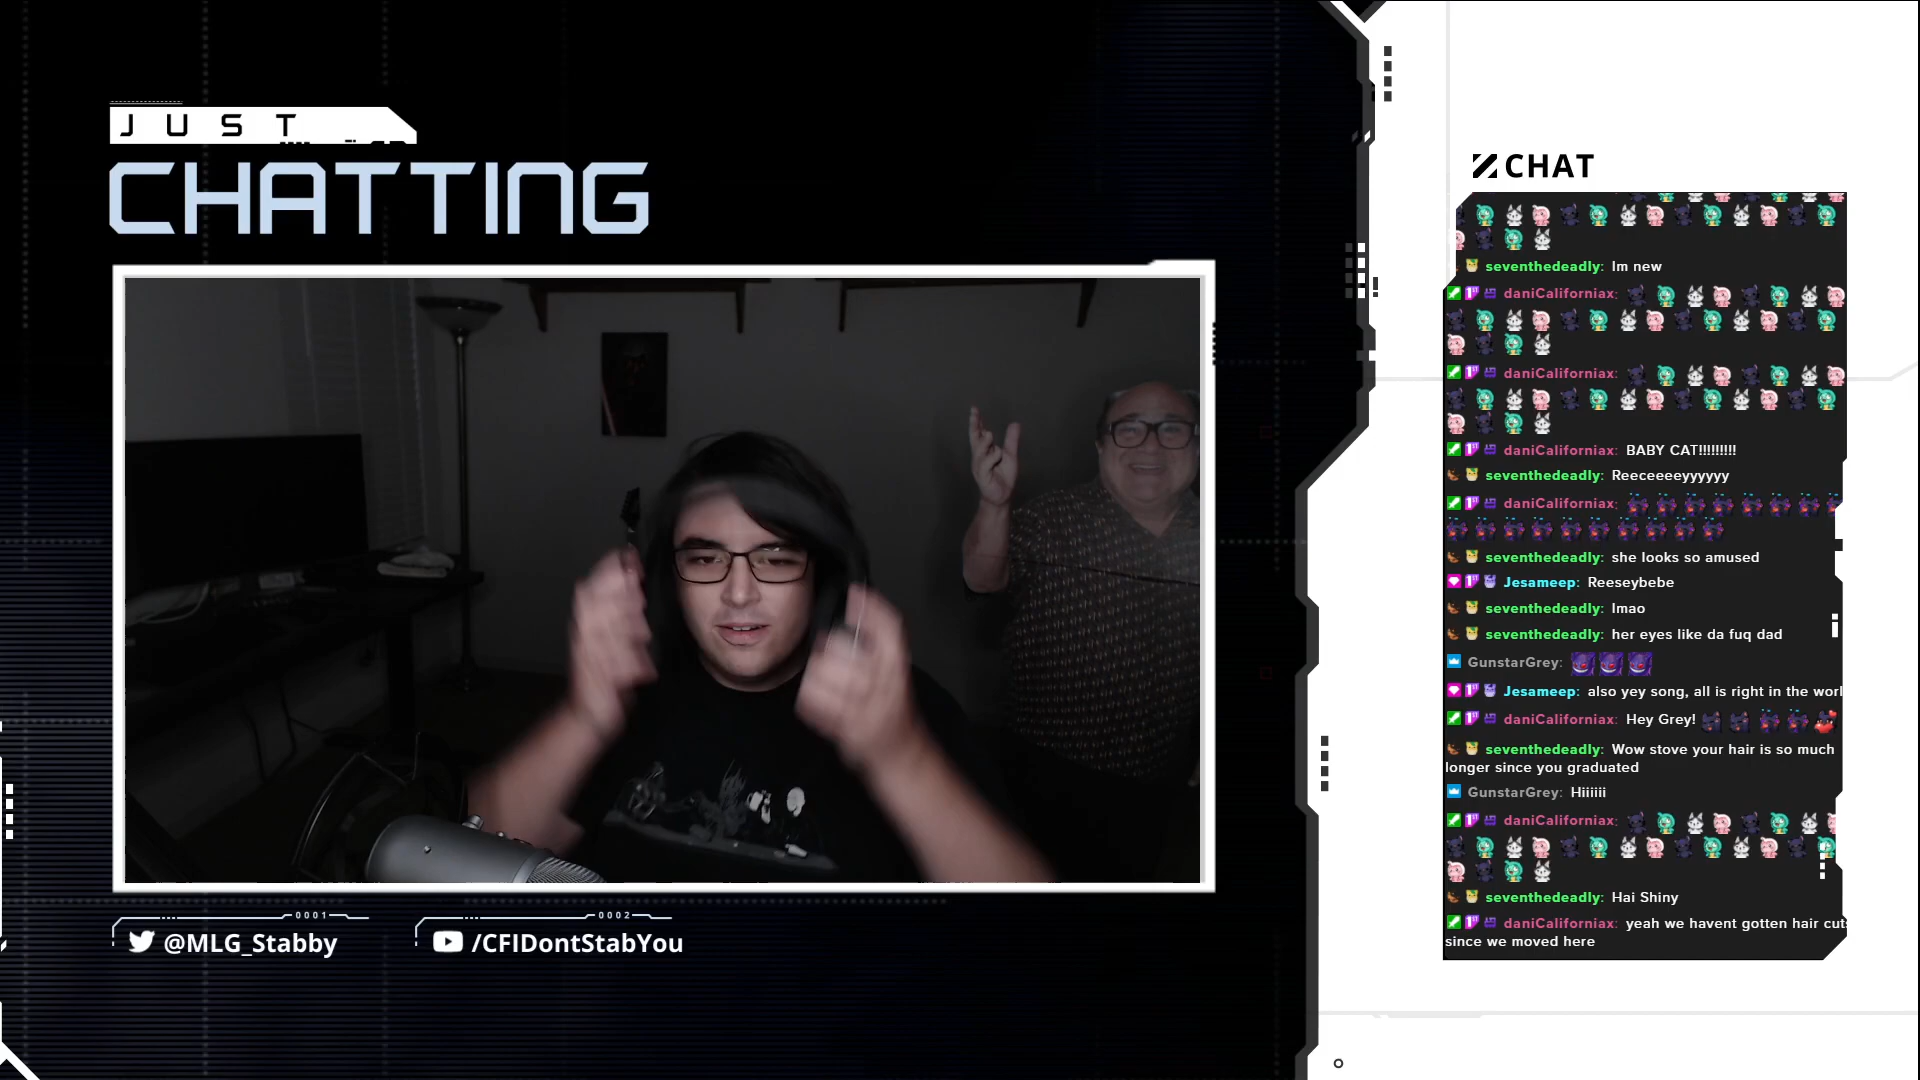 JUST
CHATTING
CHAT
seventhedeadly: Im new
daniCaliforniax:
daniCaliforniax:
daniCaliforniax: BABY CAT!!!!!!!!!
seventhedeadly: Reeceeeeyyyyyy
daniCaliforniax:
seventhedeadly: she looks so amused
Jesameep: Reeseybebe
seventhedeadly: lmao
seventhedeadly: her eyes like da fuq dad
GunstarGrey:
Jesameep: also yey song, all is right in the worl
daniCaliforniax: Hey Grey!
seventhedeadly: Wow stove your hair is so much
longer since you graduated
GunstarGrey: Hiiiiii
daniCaliforniax:
seventhedeadly: Hai Shiny
daniCaliforniax: yeah we havent gotten hair cuts
since we moved here
0001
@MLG_Stabby
0002
/CFIDontStabYou